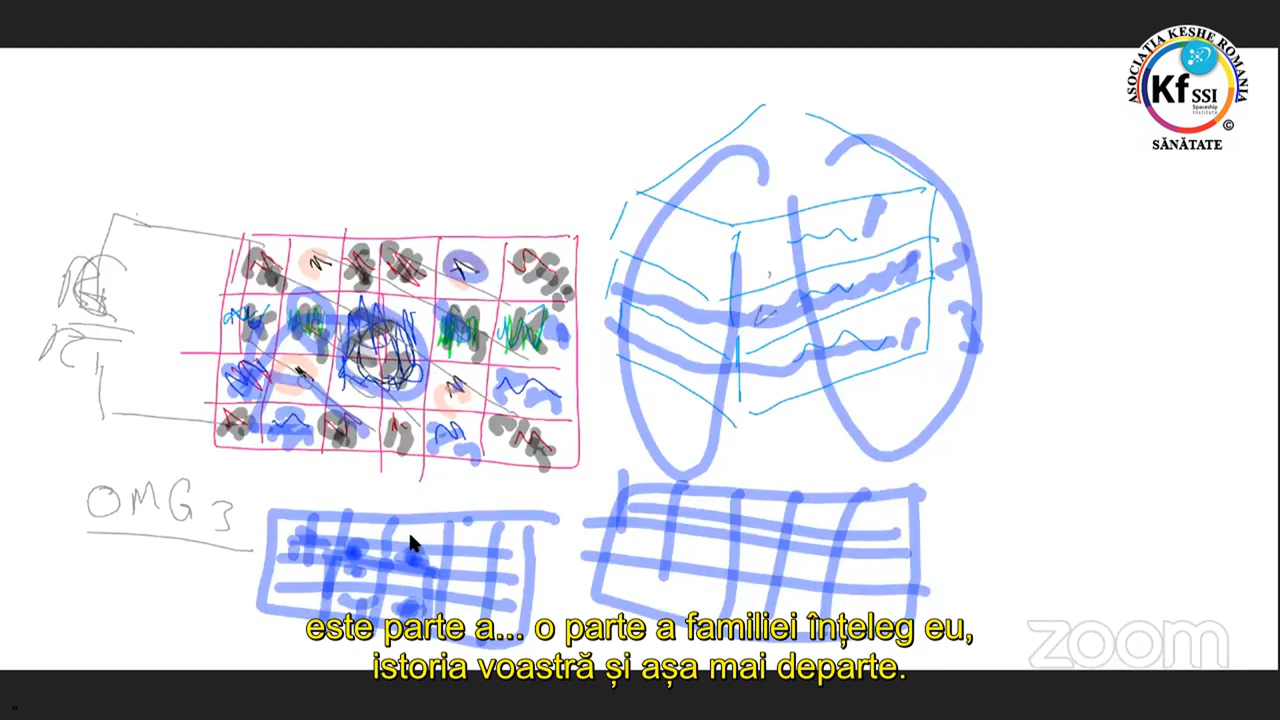 ASOCIAȚIA KESHE ROMANIA
Kf SSI
Spaceship
Institute
©
SĂNĂTATE
OMG 3
este parte a... o parte a familiei înțeleg eu,
istoria voastră și așa mai departe.
zoom